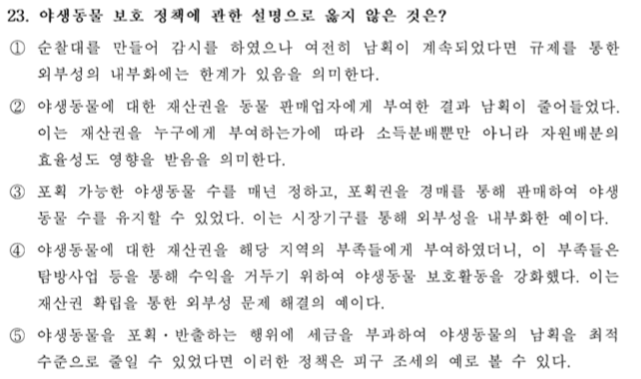 23. 야생동물 보호 정책에 관한 설명으로 옳지 않은 것은?
① 순찰대를 만들어 감시를 하였으나 여전히 남획이 계속되었다면 규제를 통한
외부성의 내부화에는 한계가 있음을 의미한다.
② 야생동물에 대한 재산권을 동물 판매업자에게 부여한 결과 남획이 줄어들었다.
이는 재산권을 누구에게 부여하는가에 따라 소득분배뿐만 아니라 자원배분의
효율성도 영향을 받음을 의미한다.
③ 포획 가능한 야생동물 수를 매년 정하고, 포획권을 경매를 통해 판매하여 야생
동물 수를 유지할 수 있었다. 이는 시장기구를 통해 외부성을 내부화한 예이다.
④ 야생동물에 대한 재산권을 해당 지역의 부족들에게 부여하였더니, 이 부족들은
탐방사업 등을 통해 수익을 거두기 위하여 야생동물 보호활동을 강화했다. 이는
재산권 확립을 통한 외부성 문제 해결의 예이다.
⑤ 야생동물을 포획·반출하는 행위에 세금을 부과하여 야생동물의 남획을 최적
수준으로 줄일 수 있었다면 이러한 정책은 피구 조세의 예로 볼 수 있다.